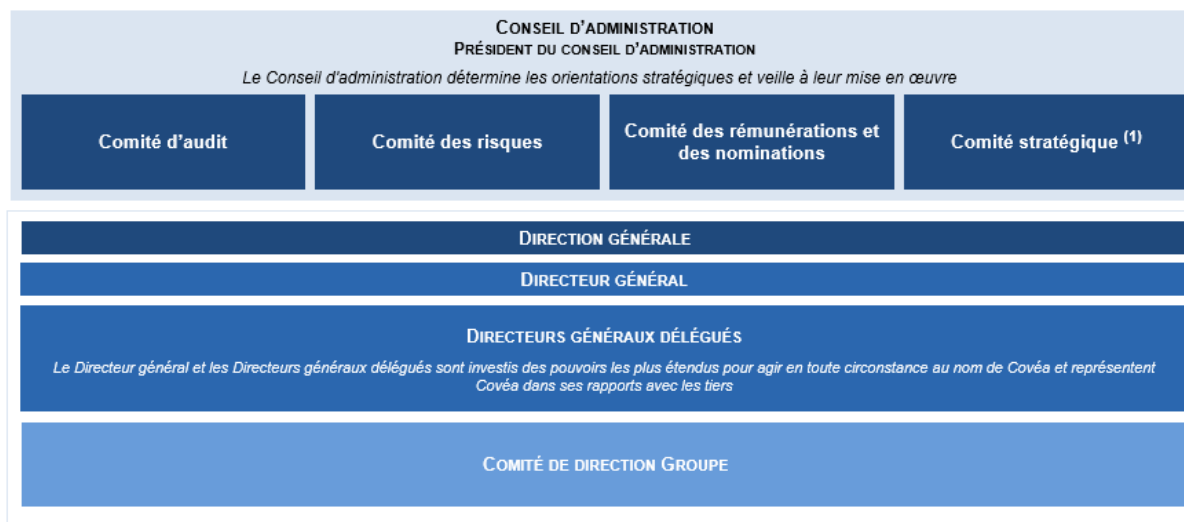 CONSEIL D'ADMINISTRATION
PRÉSIDENT DU CONSEIL D'ADMINISTRATION
Le Conseil d'administration détermine les orientations stratégiques et veille à leur mise en œuvre
Comité d'audit
Comité des risques
Comité des rémunérations et
des nominations
Comité stratégique (1)
DIRECTION GÉNÉRALE
DIRECTEUR GÉNÉRAL
DIRECTEURS GÉNÉRAUX DÉLÉGUÉS
Le Directeur général et les Directeurs généraux délégués sont investis des pouvoirs les plus étendus pour agir en toute circonstance au nom de Covéa et représentent
Covéa dans ses rapports avec les tiers
COMITÉ DE DIRECTION GROUPE